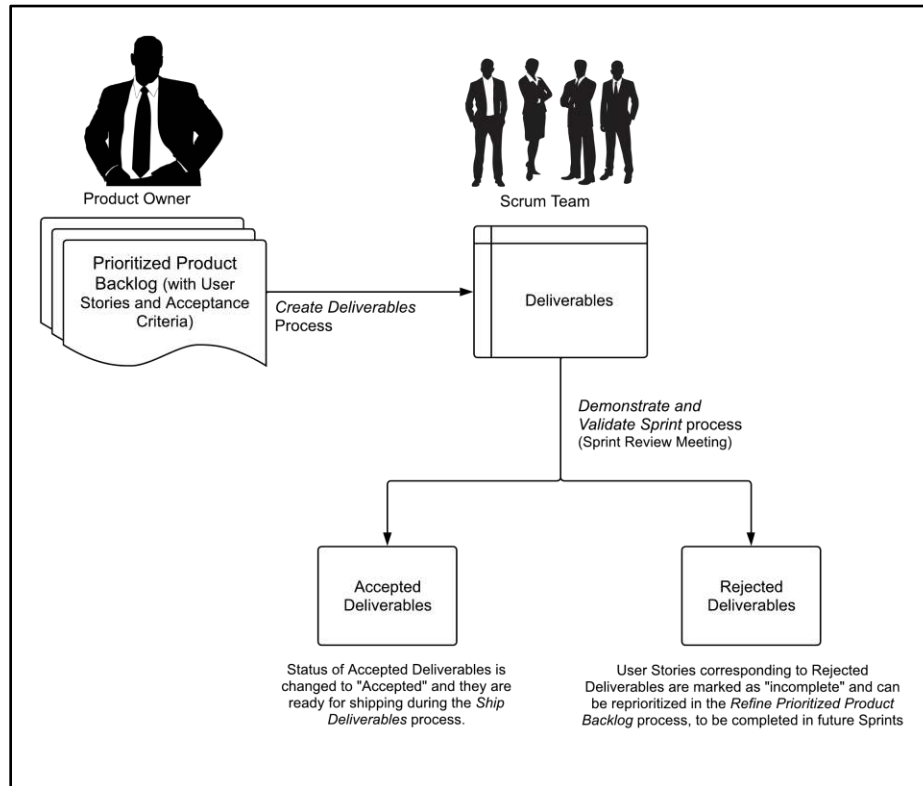 Product Owner
Scrum Team
Prioritized Product
Backlog (with User
Stories and Acceptance
Criteria)
Create Deliverables
Process
Deliverables
Demonstrate and
Validate Sprint process
(Sprint Review Meeting)
Accepted
Deliverables
Rejected
Deliverables
Status of Accepted Deliverables is
changed to "Accepted" and they are
ready for shipping during the Ship
Deliverables process.
User Stories corresponding to Rejected
Deliverables are marked as "incomplete" and can
be reprioritized in the Refine Prioritized Product
Backlog process, to be completed in future Sprints